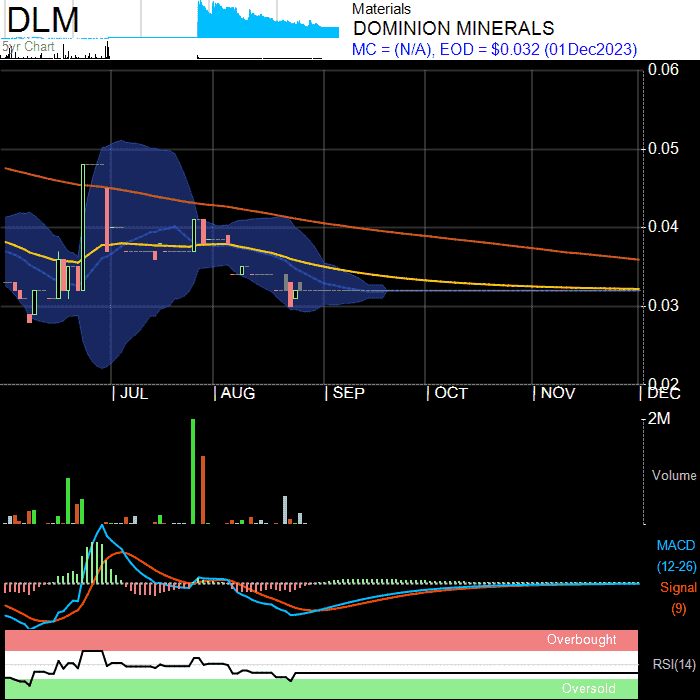 DLM
5yr Chart
Materials
DOMINION MINERALS
MC = (N/A), EOD = $0.032 (01Dec2023)
0.06
0.05
0.04
0.03
0.02
JUL AUG SEP OCT NOV DEC
2M
Volume
MACD
(12-26)
Signal
(9)
Overbought
RSI(14)
Oversold